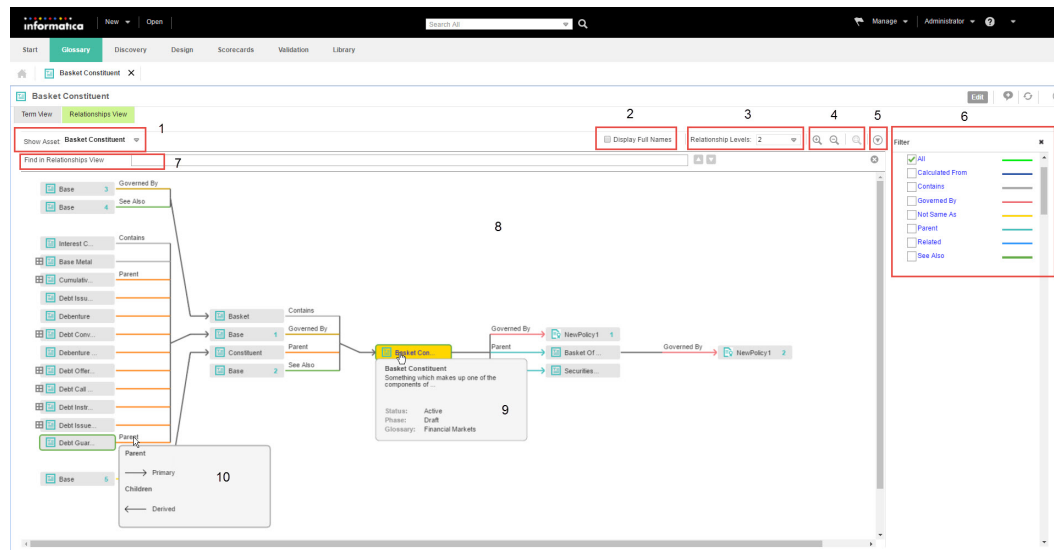 informatica New Open Search All Manage Administrator ?
Start Glossary Discovery Design Scorecards Validation Library
Basket Constituent X
Basket Constituent Edit
Term View Relationships View
1 2 3 4 5 6
Show Asset: Basket Constituent Display Full Names Relationship Levels: 2 Filter
Find in Relationships View 7
All
Calculated From
Contains
Governed By
Not Same As
Parent
Related
See Also
8
Base 3 Governed By
Base 4 See Also
Interest C... Contains
Base Metal
Cumulativ... Parent
Debt Issu...
Debenture
Debt Conv...
Debenture ...
Debt Offer...
Debt Call ...
Debt Instr...
Debt Issue...
Debt Guar... Parent
Base 5
Basket Contains
Base 1 Governed By
Constituent Parent
Base 2 See Also
Basket Con...
Governed By NewPolicy1 1
Parent Basket Of ... Governed By NewPolicy1 2
Securities...
Basket Constituent
Something which makes up one of the
components of ...
Status: Active
Phase: Draft
Glossary: Financial Markets
9
Parent
Primary
Children
Derived
10